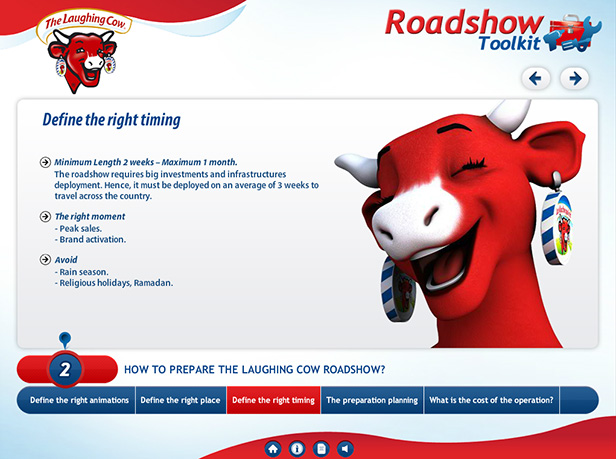 The Laughing Cow.
Roadshow
Toolkit
Define the right timing
Minimum Length 2 weeks – Maximum 1 month.
The roadshow requires big investments and infrastructures
deployment. Hence, it must be deployed on an average of 3 weeks to
travel across the country.
The right moment
- Peak sales.
- Brand activation.
Avoid
- Rain season.
- Religious holidays, Ramadan.
2
HOW TO PREPARE THE LAUGHING COW ROADSHOW?
Define the right animations
Define the right place
Define the right timing
The preparation planning
What is the cost of the operation?